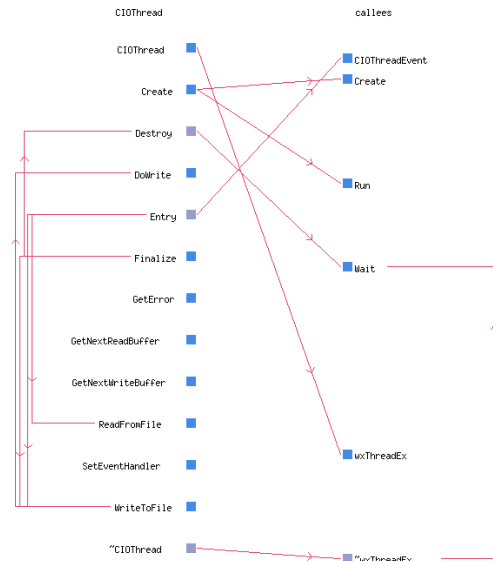 CIOThread callees
CIOThread
CIOThreadEvent
Create
Create
Destroy
DoWrite
Run
Entry
Finalize
Wait
GetError
GetNextReadBuffer
GetNextWriteBuffer
ReadFromFile
SetEventHandler
wxThreadEx
WriteToFile
~CIOThread
~wxThreadEx